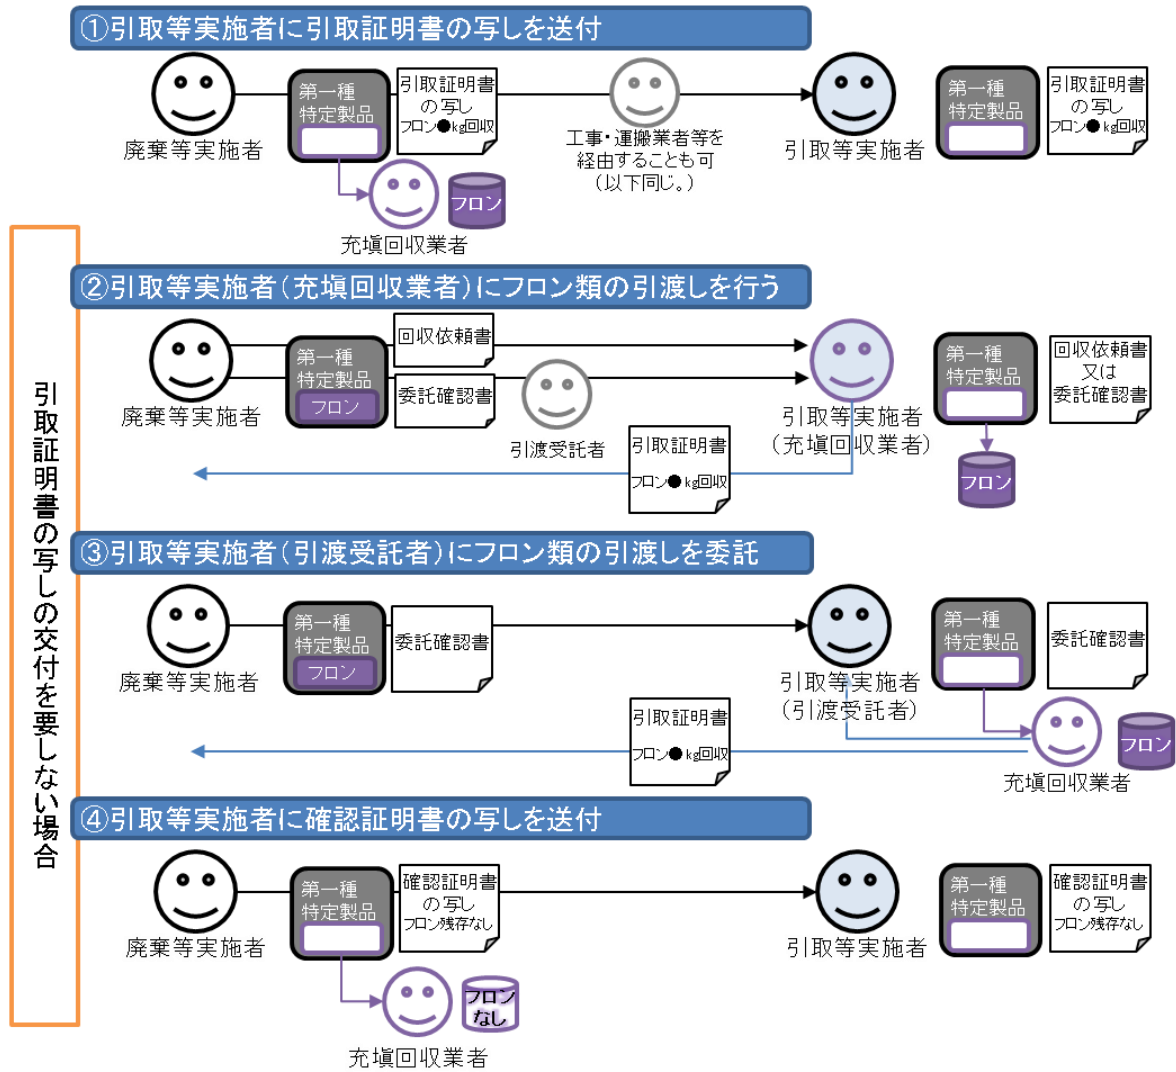 ①引取等実施者に引取証明書の写しを送付
廃棄等実施者
第一種
特定製品
引取証明書
の写し
フロン●kg回収
工事・運搬業者等を
経由することも可
(以下同じ。)
引取等実施者
第一種
特定製品
引取証明書
の写し
フロン●kg回収
フロン
充塡回収業者
引取証明書の写しの交付を要しない場合
②引取等実施者(充塡回収業者)にフロン類の引渡しを行う
廃棄等実施者
第一種
特定製品
フロン
回収依頼書
委託確認書
引渡受託者
引取等実施者
(充塡回収業者)
第一種
特定製品
回収依頼書
又は
委託確認書
フロン
引取証明書
フロン●kg回収
③引取等実施者(引渡受託者)にフロン類の引渡しを委託
廃棄等実施者
第一種
特定製品
フロン
委託確認書
引取等実施者
(引渡受託者)
第一種
特定製品
委託確認書
引取証明書
フロン●kg回収
フロン
充塡回収業者
④引取等実施者に確認証明書の写しを送付
廃棄等実施者
第一種
特定製品
確認証明書
の写し
フロン残存なし
引取等実施者
第一種
特定製品
確認証明書
の写し
フロン残存なし
フロン
なし
充塡回収業者